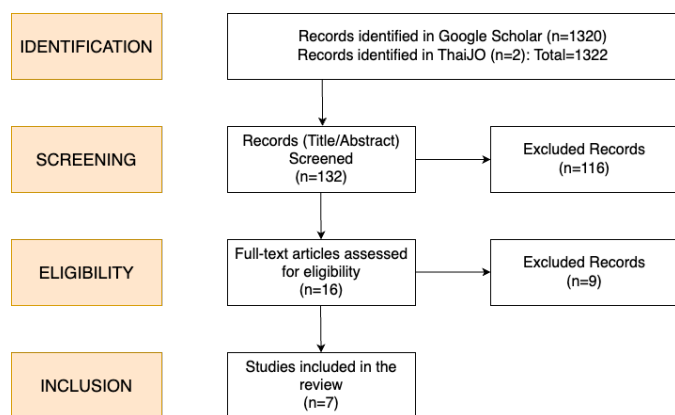 IDENTIFICATION
Records identified in Google Scholar (n=1320)
Records identified in ThaiJO (n=2): Total=1322
SCREENING
Records (Title/Abstract)
Screened
(n=132)
Excluded Records
(n=116)
ELIGIBILITY
Full-text articles assessed
for eligibility
(n=16)
Excluded Records
(n=9)
INCLUSION
Studies included in the
review
(n=7)